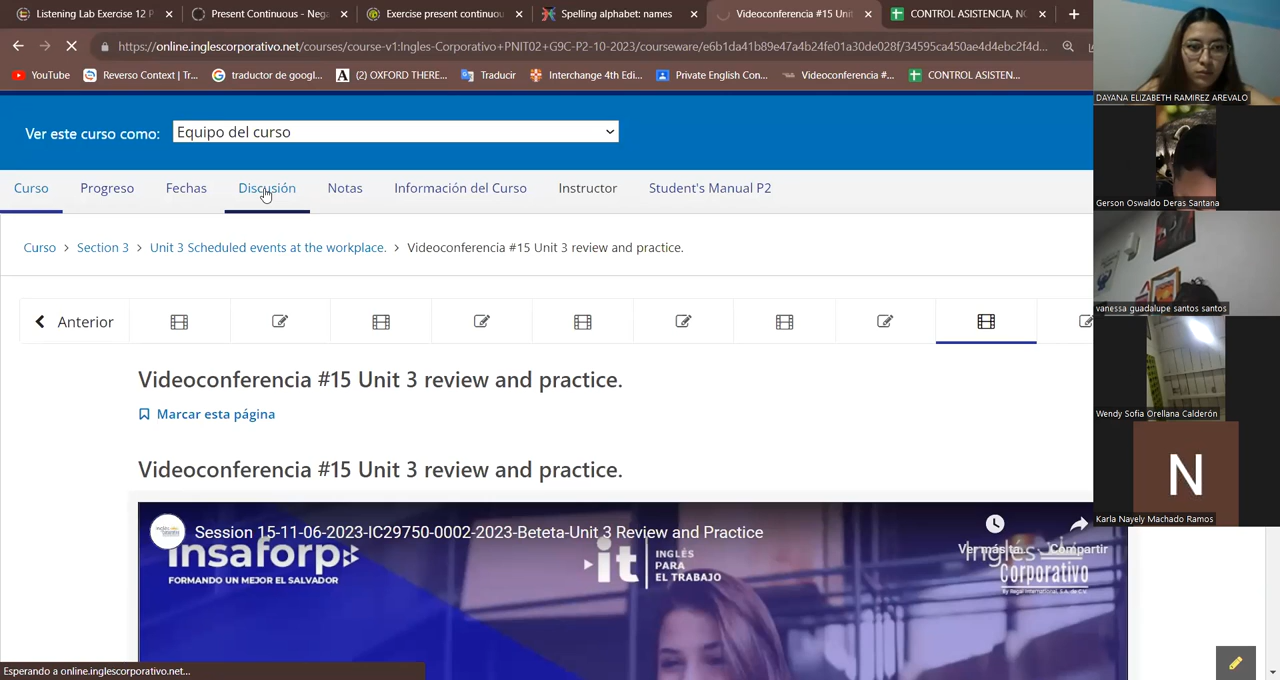 Listening Lab Exercise 12 P
Present Continuous - Neg
Exercise present continuou
Spelling alphabet: names
Videoconferencia #15 Uni
CONTROL ASISTENCIA, NO
https://online.inglescorporativo.net/courses/course-v1:Ingles-Corporativo+PNIT02+G9C-P2-10-2023/courseware/e6b1da41b89e47a4b24fe01a30de028f/34595ca450ae4d4ebc2f4d...
YouTube
Reverso Context | Tr...
traductor de googl...
(2) OXFORD THERE...
Traducir
Interchange 4th Edi...
Private English Con...
Videoconferencia #...
CONTROL ASISTEN...
Ver este curso como:
Equipo del curso
Curso
Progreso
Fechas
Discusión
Notas
Información del Curso
Instructor
Student's Manual P2
Curso > Section 3 > Unit 3 Scheduled events at the workplace. > Videoconferencia #15 Unit 3 review and practice.
Anterior
Videoconferencia #15 Unit 3 review and practice.
Marcar esta página
Videoconferencia #15 Unit 3 review and practice.
Session 15-11-06-2023-IC29750-0002-2023-Beteta-Unit 3 Review and Practice
Ver más ta...
Compartir
insaforp
FORMANDO UN MEJOR EL SALVADOR
it
INGLÉS
PARA
EL TRABAJO
Inglés
Corporativo
Esperando a online.inglescorporativo.net...
DAYANA ELIZABETH RAMIREZ AREVALO
Gerson Oswaldo Deras Santana
vanessa guadalupe santos santos
Wendy Sofia Orellana Calderón
N
Karla Nayely Machado Ramos